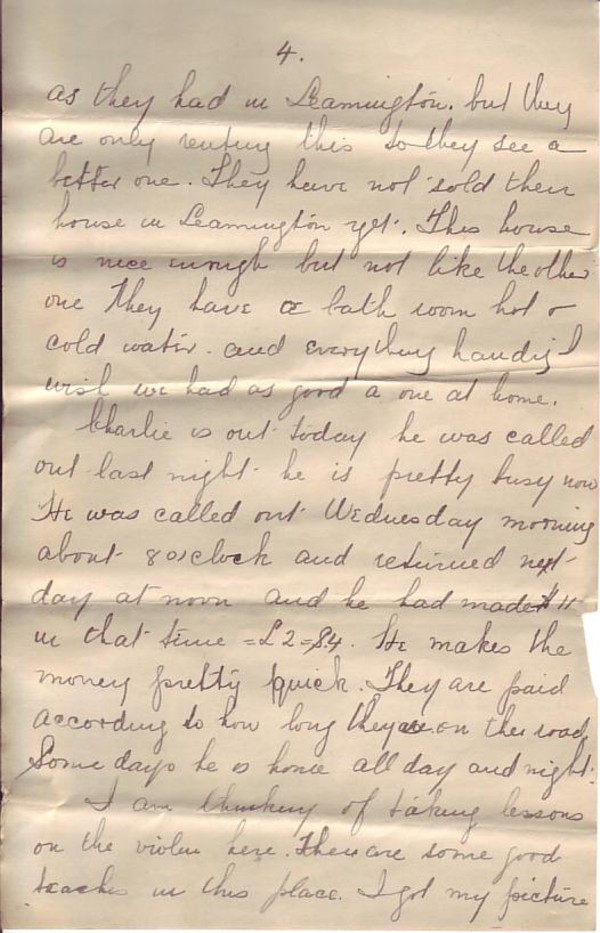 4.
as they had in Leamington. but they
are only renting this so they see a
better one. They have not sold their
house in Leamington yet. This house
is nice enough but not like the other
one They have a bath room hot &
cold water. and everything handy I
wish we had as good a one at home.
Charlie is out today he was called
out last night he is pretty busy now
He was called out Wednesday morning
about 8 o'clock and returned next
day at noon and he had made $11
in that time = £2 =
He makes the
money pretty quick. They are paid
according to how long they are on the road
Some days he is home all day and night.
I am thinking of taking lessons
on the violin here. There are some good
in this place. I got my picture